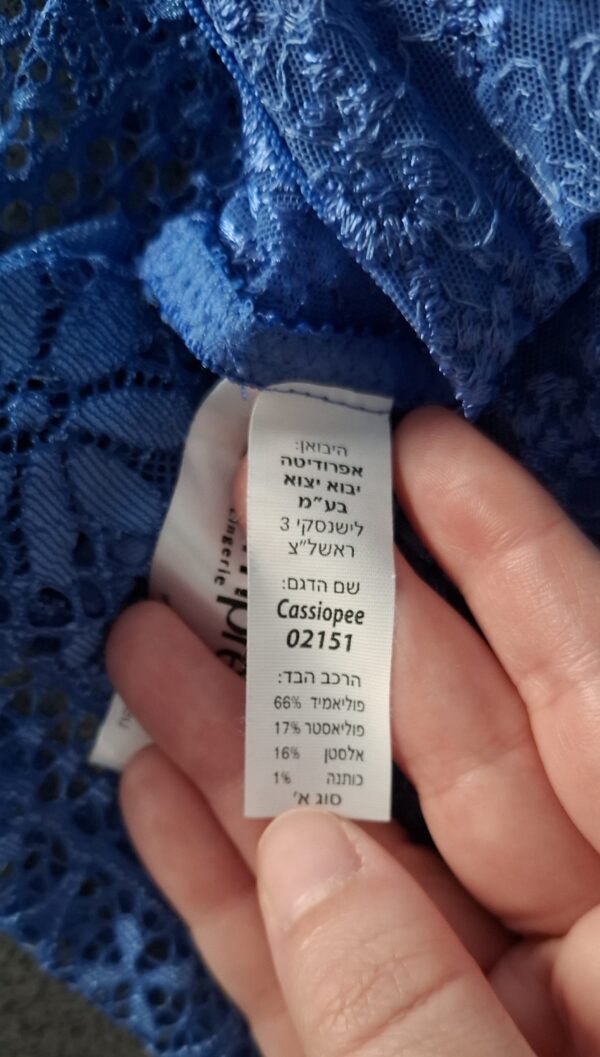 היבואן:
אפרודיטה
יבוא יצוא
בע״מ
לישנסקי 3
ראשל״צ
שם הדגם:
Cassiopee
02151
הרכב הבד:
פוליאמיד 66%
פוליאסטר 17%
אלסטן 16%
כותנה 1%
סוג א׳
Lingerie